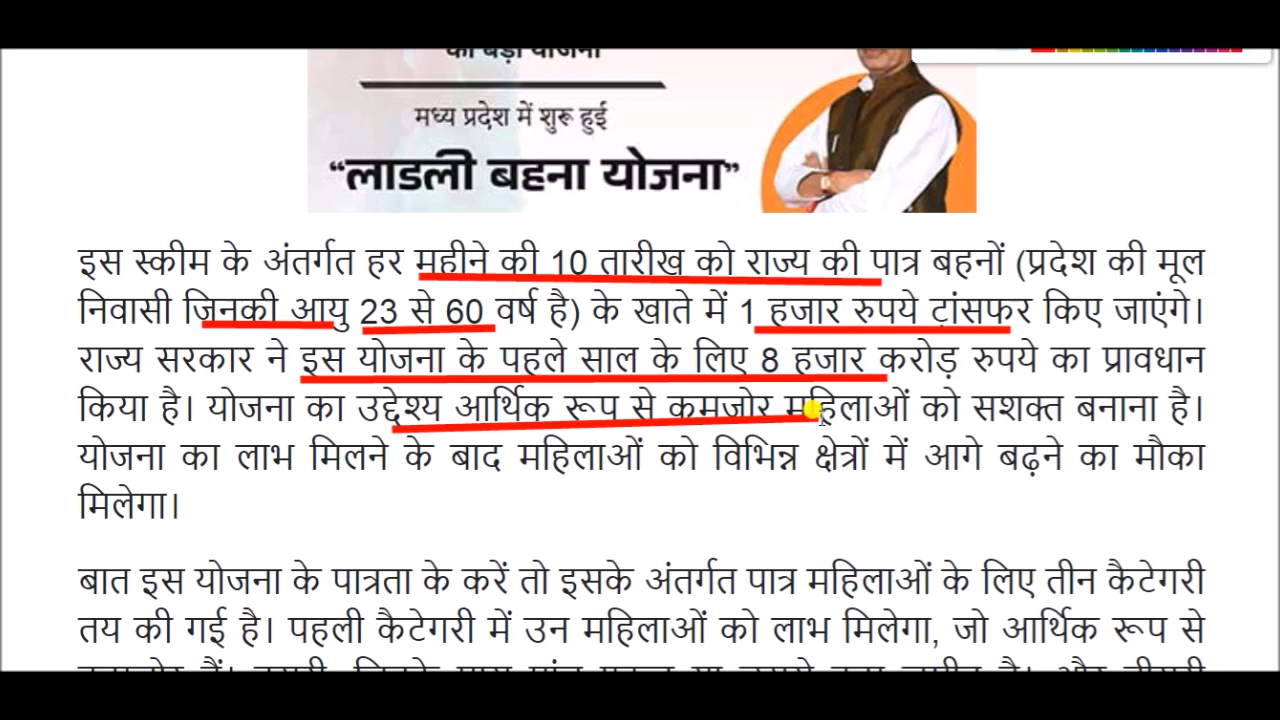 की बड़ी योजना
मध्य प्रदेश में शुरू हुई
“लाडली बहना योजना”
इस स्कीम के अंतर्गत हर महीने की 10 तारीख को राज्य की पात्र बहनों (प्रदेश की मूल
निवासी जिनकी आयु 23 से 60 वर्ष है) के खाते में 1 हजार रुपये ट्रांसफर किए जाएंगे।
राज्य सरकार ने इस योजना के पहले साल के लिए 8 हजार करोड़ रुपये का प्रावधान
किया है। योजना का उद्देश्य आर्थिक रूप से कमजोर महिलाओं को सशक्त बनाना है।
योजना का लाभ मिलने के बाद महिलाओं को विभिन्न क्षेत्रों में आगे बढ़ने का मौका
मिलेगा।
बात इस योजना के पात्रता के करें तो इसके अंतर्गत पात्र महिलाओं के लिए तीन कैटेगरी
तय की गई है। पहली कैटेगरी में उन महिलाओं को लाभ मिलेगा, जो आर्थिक रूप से